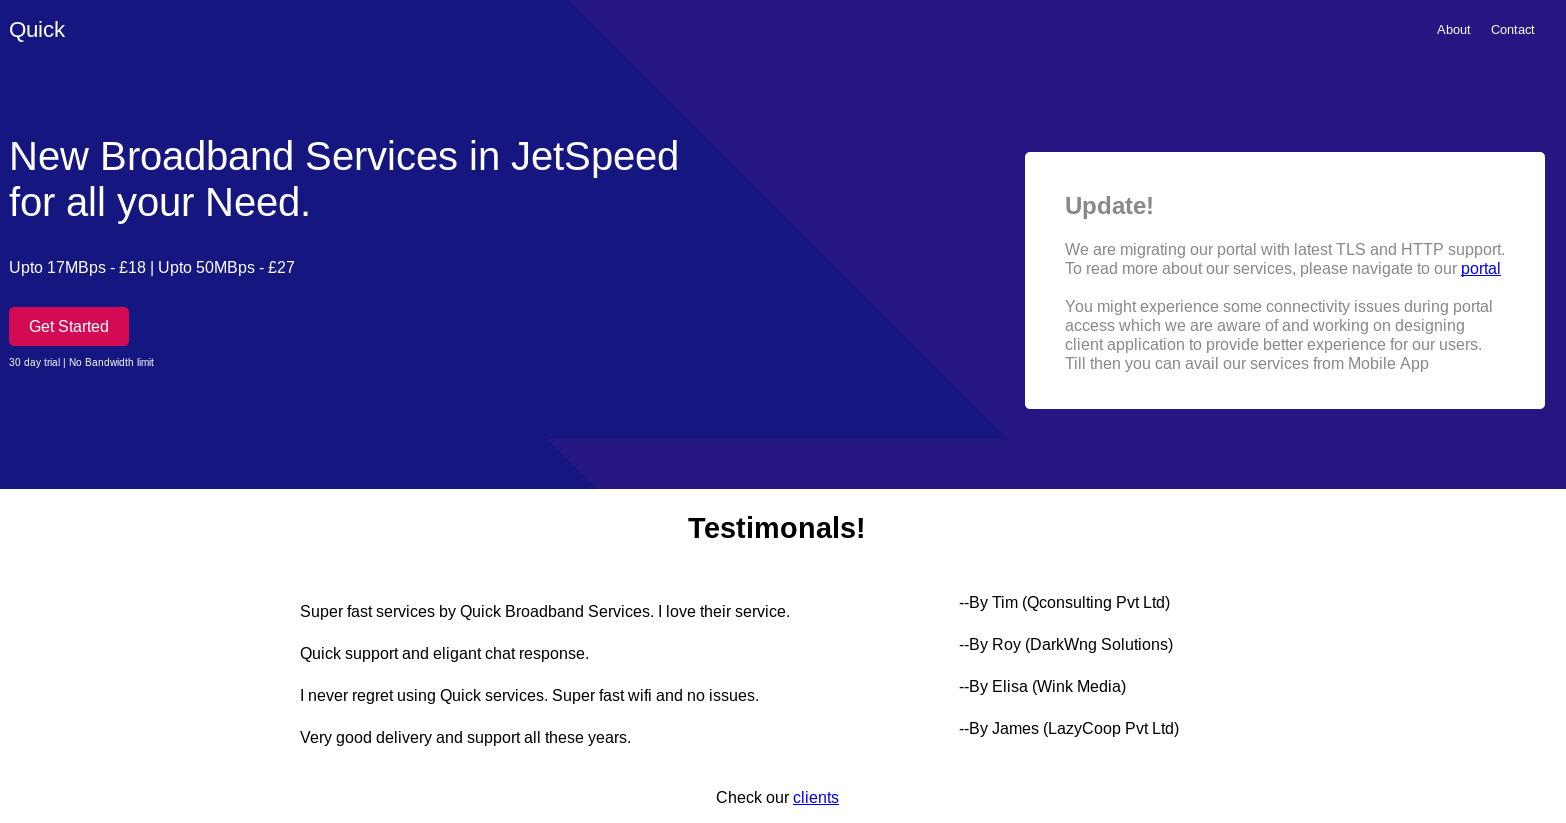 Quick
About
Contact
New Broadband Services in JetSpeed
for all your Need.
Upto 17MBps - £18 | Upto 50MBps - £27
Get Started
30 day trial | No Bandwidth limit
Update!
We are migrating our portal with latest TLS and HTTP support.
To read more about our services, please navigate to our portal
You might experience some connectivity issues during portal
access which we are aware of and working on designing
client application to provide better experience for our users.
Till then you can avail our services from Mobile App
Testimonals!
Super fast services by Quick Broadband Services. I love their service.
--By Tim (Qconsulting Pvt Ltd)
Quick support and eligant chat response.
--By Roy (DarkWng Solutions)
I never regret using Quick services. Super fast wifi and no issues.
--By Elisa (Wink Media)
Very good delivery and support all these years.
--By James (LazyCoop Pvt Ltd)
Check our clients